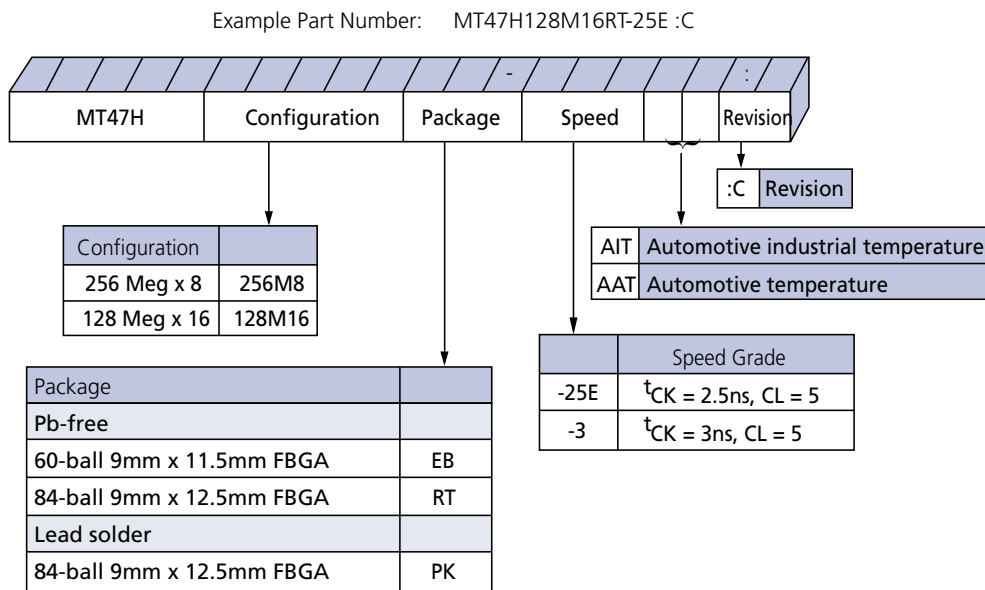 Example Part Number: MT47H128M16RT-25E :C
- :
MT47H Configuration Package Speed Revision
:C Revision
AIT Automotive industrial temperature
AAT Automotive temperature
Configuration
256 Meg x 8 256M8
128 Meg x 16 128M16
Speed Grade
-25E tCK = 2.5ns, CL = 5
-3 tCK = 3ns, CL = 5
Package
Pb-free
60-ball 9mm x 11.5mm FBGA EB
84-ball 9mm x 12.5mm FBGA RT
Lead solder
84-ball 9mm x 12.5mm FBGA PK